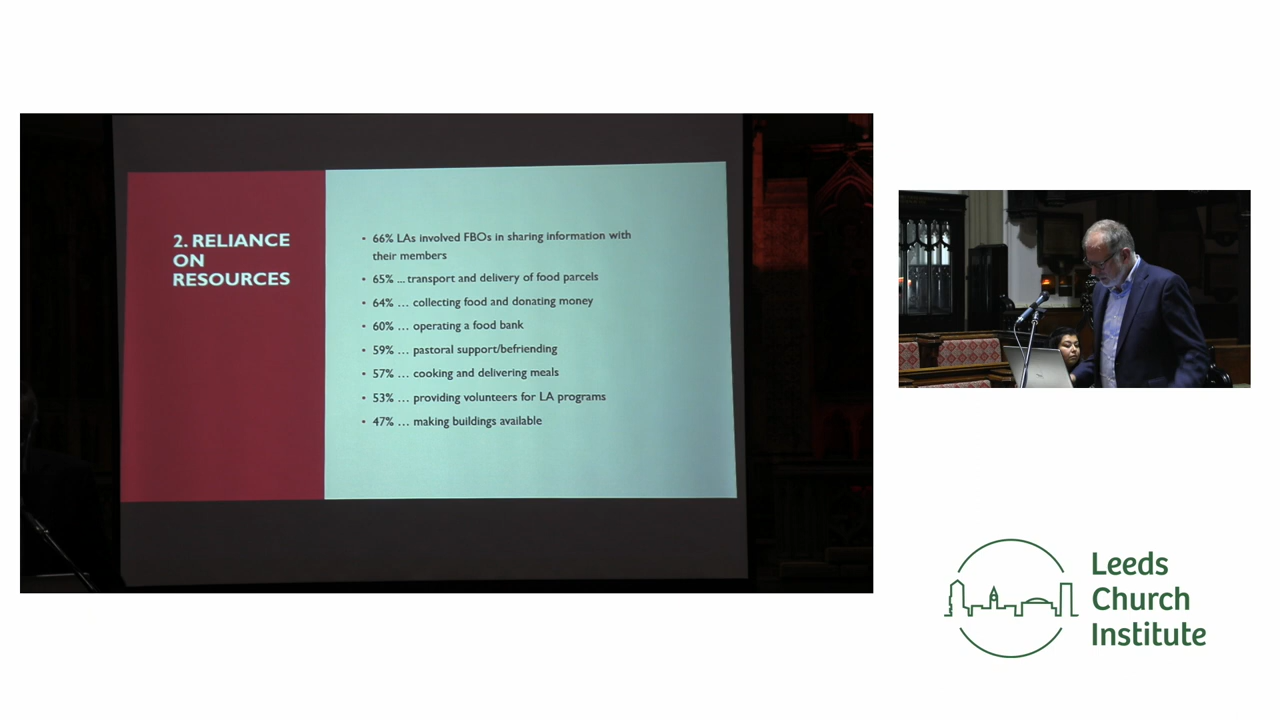 2. RELIANCE
ON
RESOURCES
• 66% LAs involved FBOs in sharing information with
their members
• 65% ... transport and delivery of food parcels
• 64% … collecting food and donating money
• 60% … operating a food bank
• 59% … pastoral support/befriending
• 57% … cooking and delivering meals
• 53% … providing volunteers for LA programs
• 47% … making buildings available
Leeds
Church
Institute